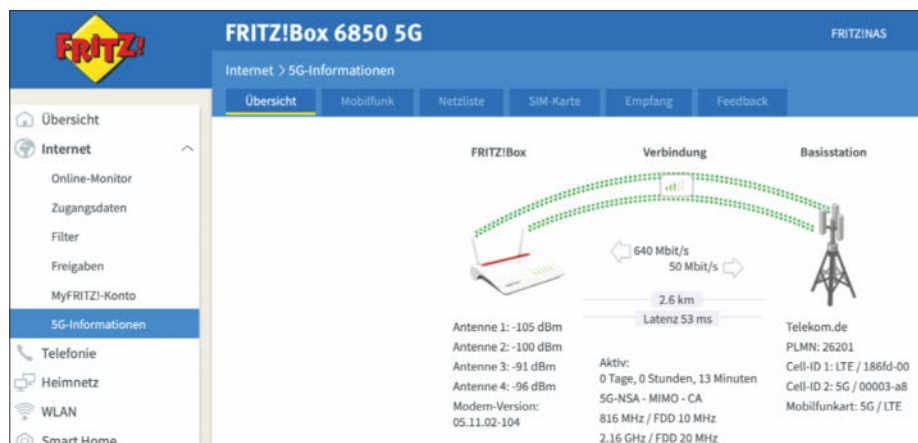 FRITZ!
FRITZ!Box 6850 5G
FRITZ!NAS
Internet > 5G-Informationen
Übersicht
Mobilfunk
Netzliste
SIM-Karte
Empfang
Feedback
Übersicht
Internet
Online-Monitor
Zugangsdaten
Filter
Freigaben
MyFRITZ!-Konto
5G-Informationen
Telefonie
Heimnetz
WLAN
Smart Home
FRITZ!Box
Verbindung
Basisstation
640 Mbit/s
50 Mbit/s
2.6 km
Latenz 53 ms
Antenne 1: -105 dBm
Antenne 2: -100 dBm
Antenne 3: -91 dBm
Antenne 4: -96 dBm
Modem-Version:
05.11.02-104
Aktiv:
0 Tage, 0 Stunden, 13 Minuten
5G-NSA - MIMO - CA
816 MHz / FDD 10 MHz
2.16 GHz / FDD 20 MHz
Telekom.de
PLMN: 26201
Cell-ID 1: LTE / 186fd-00
Cell-ID 2: 5G / 00003-a8
Mobilfunkart: 5G / LTE